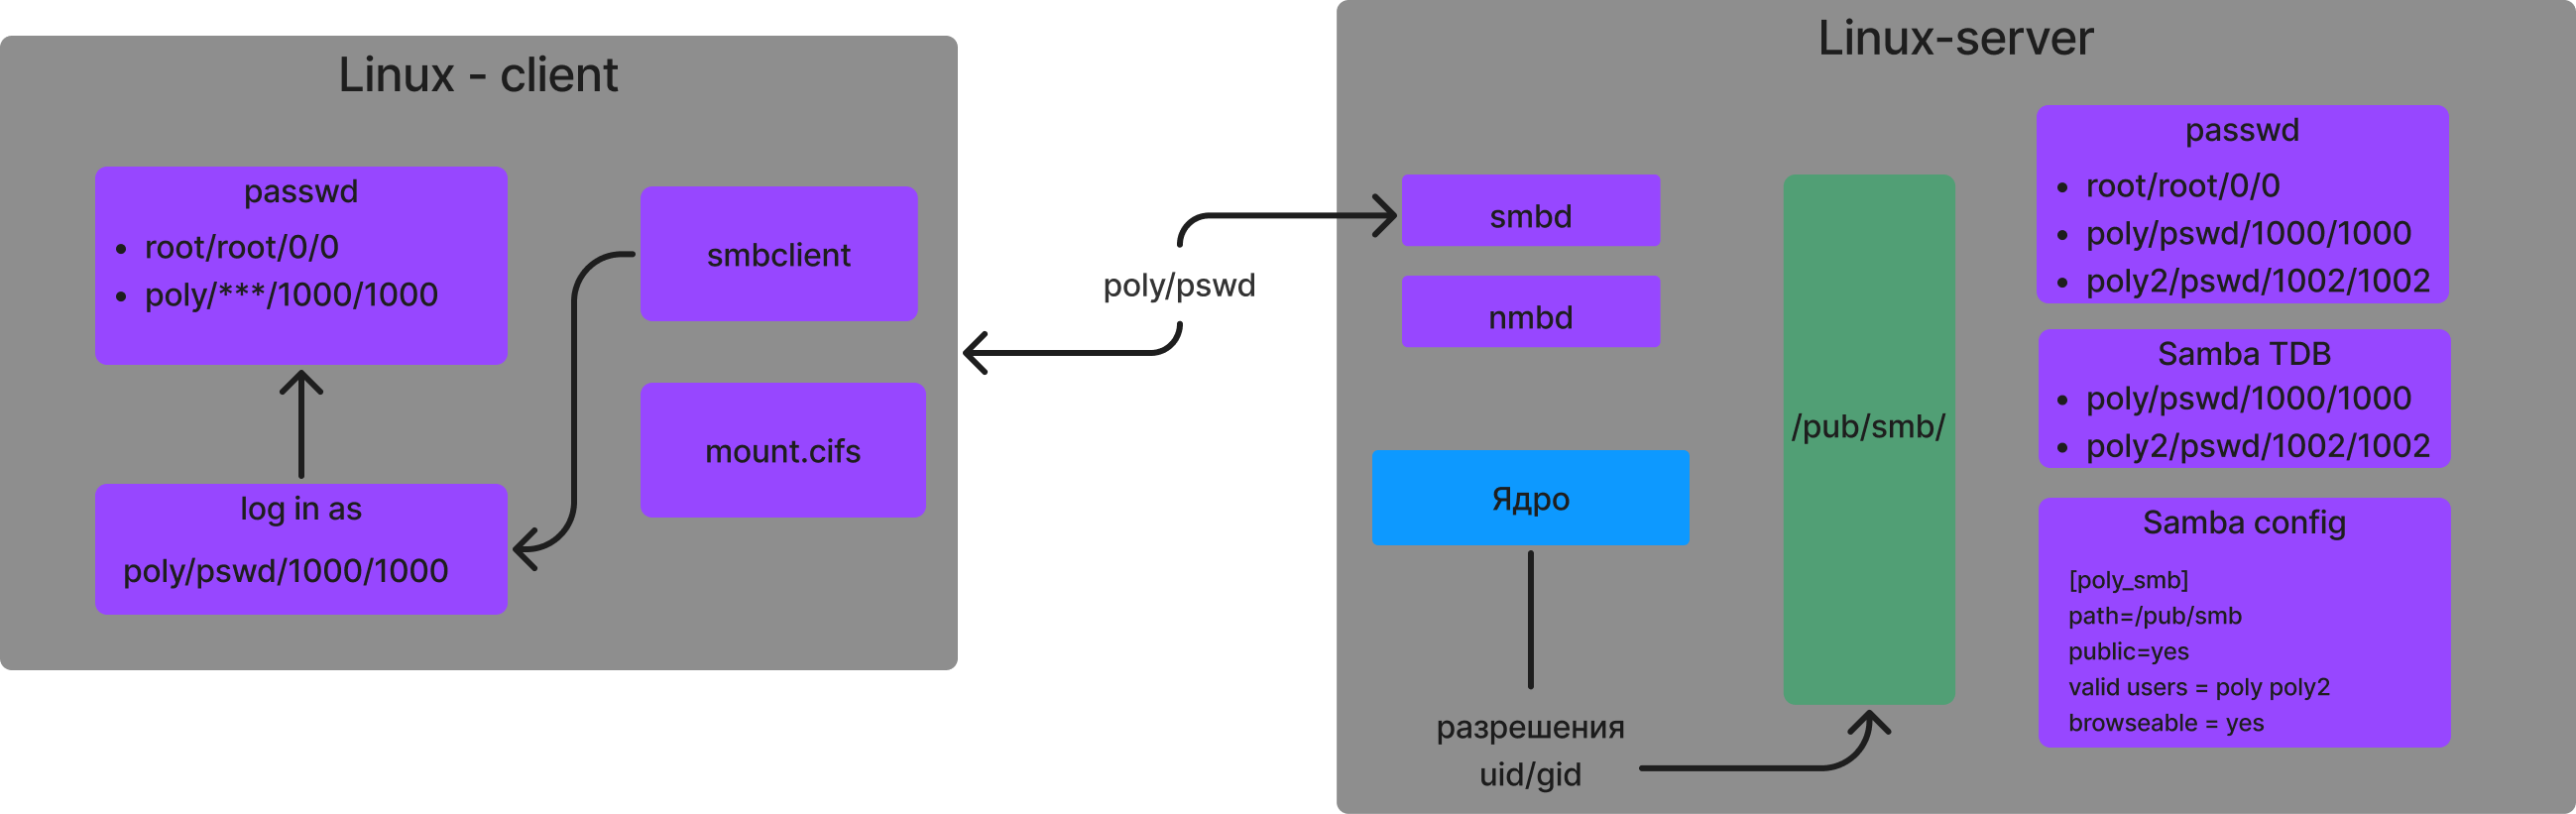 Linux - client
passwd
• root/root/0/0
• poly/***/1000/1000
log in as
poly/pswd/1000/1000
smbclient
mount.cifs
poly/pswd
Linux-server
smbd
nmbd
Ядро
разрешения
uid/gid
/pub/smb/
passwd
• root/root/0/0
• poly/pswd/1000/1000
• poly2/pswd/1002/1002
Samba TDB
• poly/pswd/1000/1000
• poly2/pswd/1002/1002
Samba config
[poly_smb]
path=/pub/smb
public=yes
valid users = poly poly2
browseable = yes